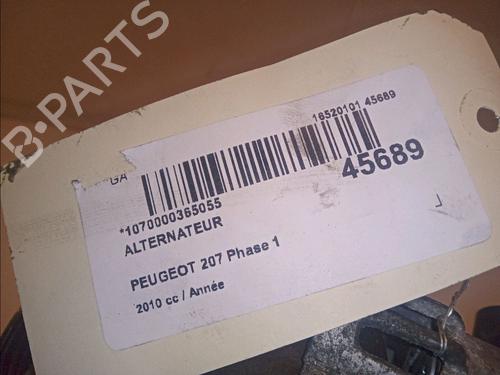 B-PARTS
16520101 45689
GA
45689
*1070000365055
ALTERNATEUR
PEUGEOT 207 Phase 1
2010 cc / Année